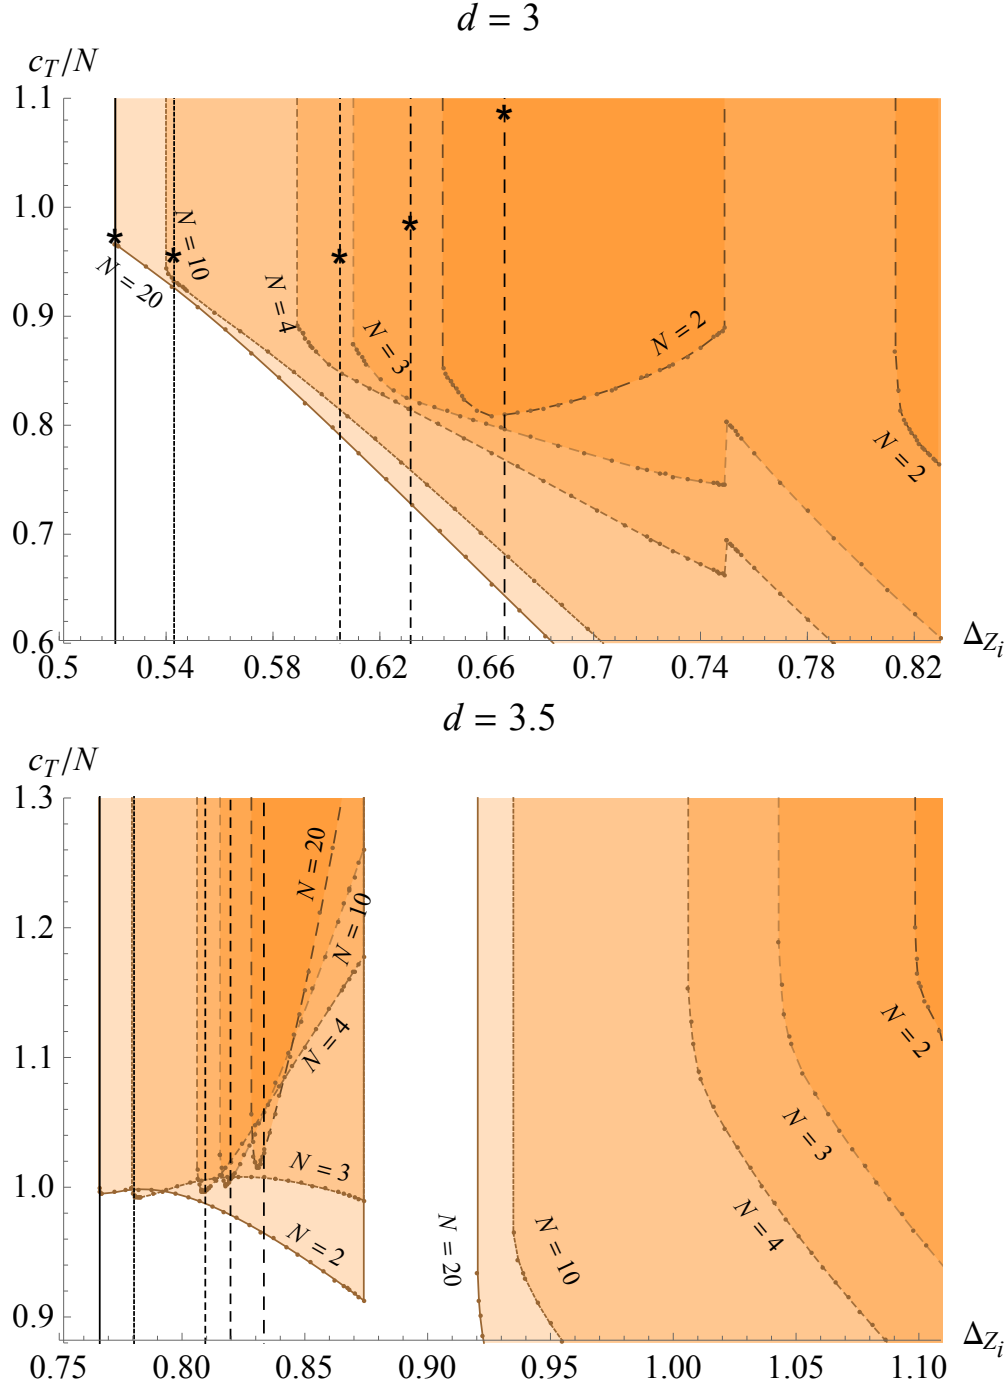 d = 3
c_T/N
1.1
1.0
0.9
0.8
0.7
0.6
N = 20
N = 10
N = 4
N = 3
N = 2
N = 2
0.5 0.54 0.58 0.62 0.66 0.7 0.74 0.78 0.82
Δ_{Z_i}
d = 3.5
c_T/N
1.3
1.2
1.1
1.0
0.9
N = 20
N = 10
N = 4
N = 3
N = 2
N = 20
N = 10
N = 4
N = 3
N = 2
0.75 0.80 0.85 0.90 0.95 1.00 1.05 1.10
Δ_{Z_i}